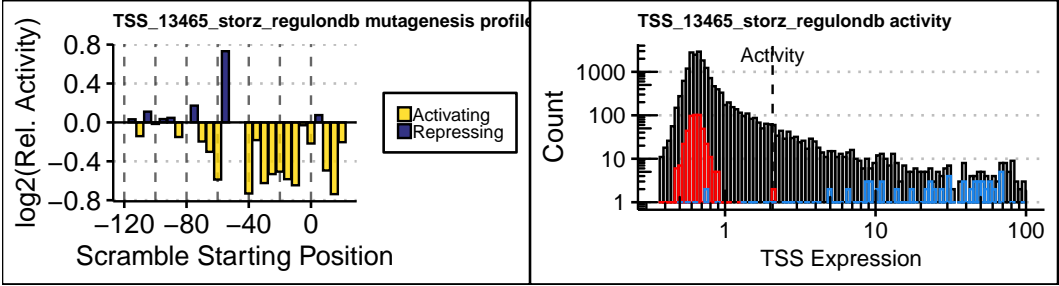 TSS_13465_storz_regulondb mutagenesis profile
log2(Rel. Activity)
0.8
0.4
0.0
−0.4
−0.8
−120
−80
−40
0
Scramble Starting Position
Activating
Repressing
TSS_13465_storz_regulondb activity
Activity
Count
1000
100
10
1
1
10
100
TSS Expression